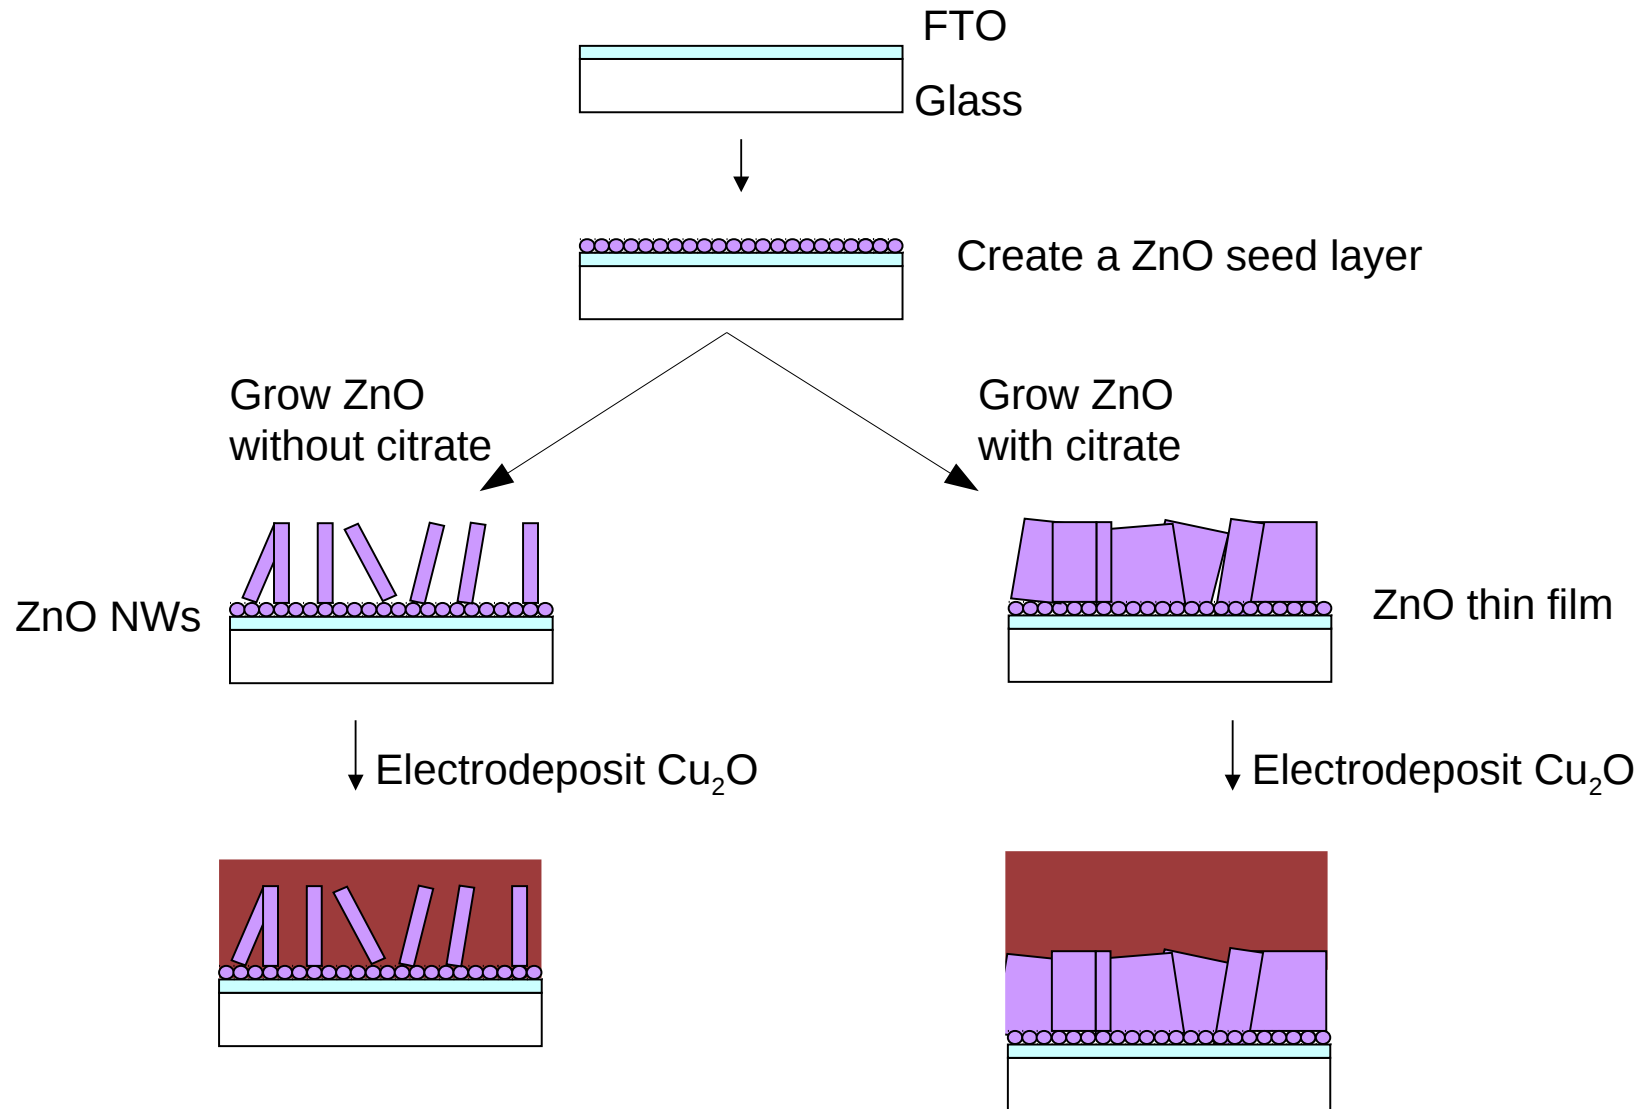 FTO
Glass
Create a ZnO seed layer
Grow ZnO
without citrate
Grow ZnO
with citrate
ZnO NWs
ZnO thin film
Electrodeposit Cu₂O
Electrodeposit Cu₂O